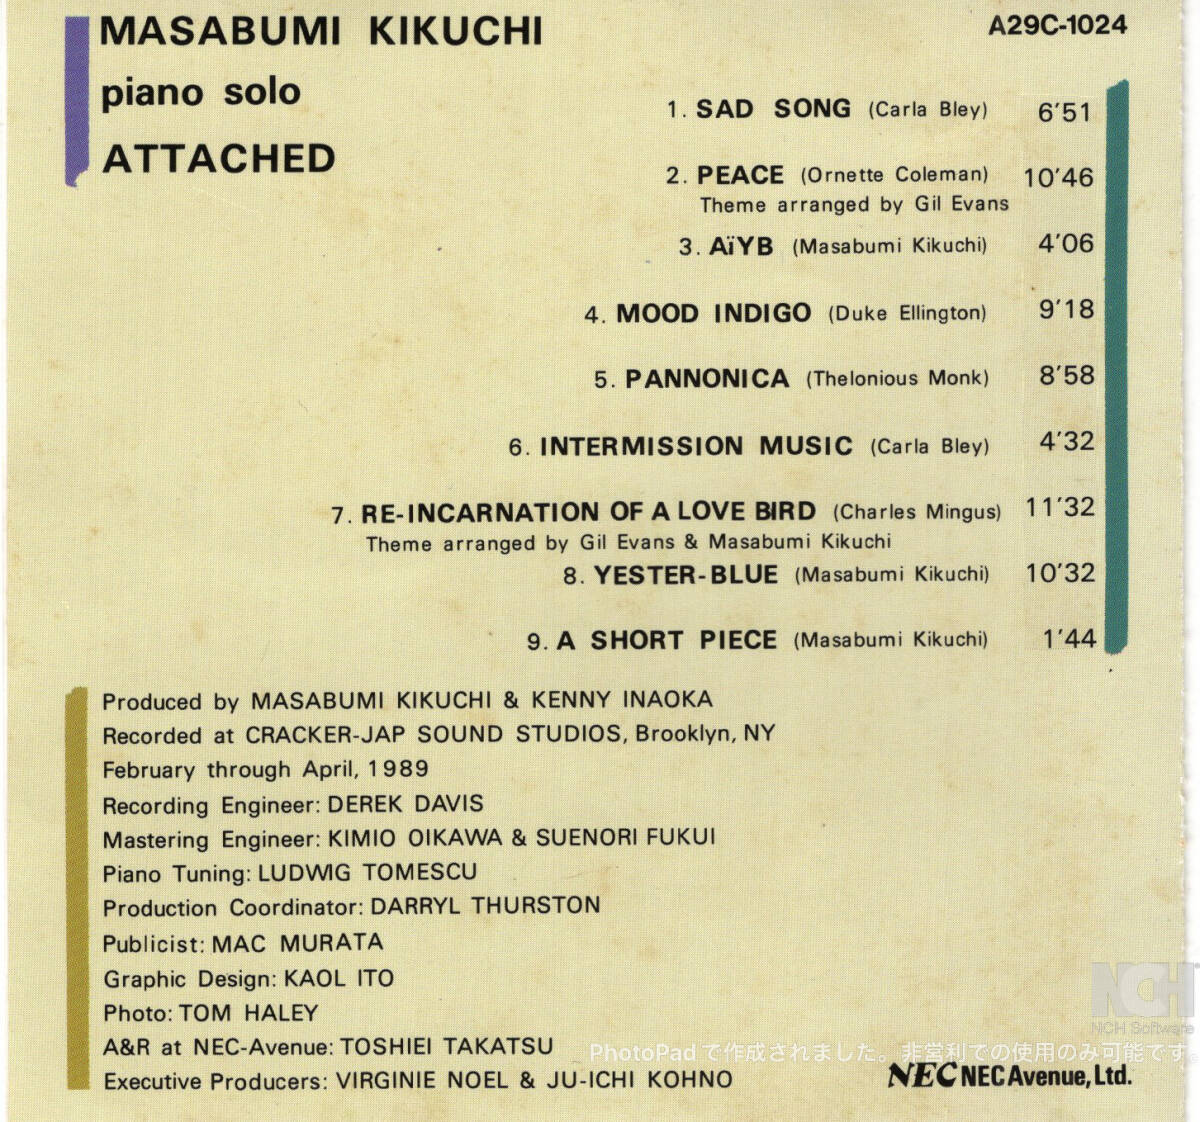 MASABUMI KIKUCHI
piano solo
ATTACHED
A29C-1024
1. SAD SONG (Carla Bley) 6'51
2. PEACE (Ornette Coleman) 10'46
Theme arranged by Gil Evans
3. AïYB (Masabumi Kikuchi) 4'06
4. MOOD INDIGO (Duke Ellington) 9'18
5. PANNONICA (Thelonious Monk) 8'58
6. INTERMISSION MUSIC (Carla Bley) 4'32
7. RE-INCARNATION OF A LOVE BIRD (Charles Mingus) 11'32
Theme arranged by Gil Evans & Masabumi Kikuchi
8. YESTER-BLUE (Masabumi Kikuchi) 10'32
9. A SHORT PIECE (Masabumi Kikuchi) 1'44
Produced by MASABUMI KIKUCHI & KENNY INAOKA
Recorded at CRACKER-JAP SOUND STUDIOS, Brooklyn, NY
February through April, 1989
Recording Engineer: DEREK DAVIS
Mastering Engineer: KIMIO OIKAWA & SUENORI FUKUI
Piano Tuning: LUDWIG TOMESCU
Production Coordinator: DARRYL THURSTON
Publicist: MAC MURATA
Graphic Design: KAOL ITO
Photo: TOM HALEY
A&R at NEC-Avenue: TOSHIEI TAKATSU
Executive Producers: VIRGINIE NOEL & JU-ICHI KOHNO
NCH
NCH Software
PhotoPadで作成されました。非営利での使用のみ可能です。
NEC NEC Avenue, Ltd.